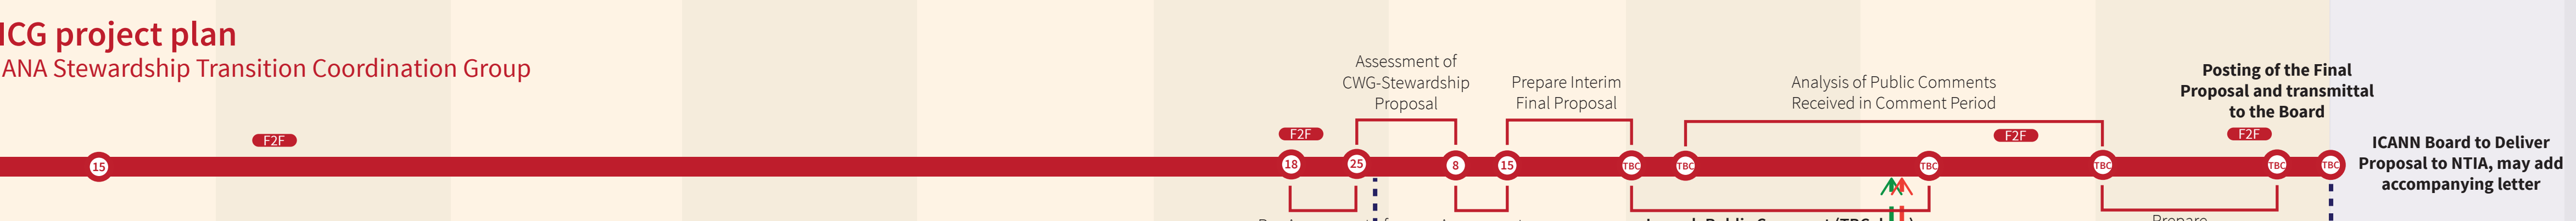 ICG project plan
ANA Stewardship Transition Coordination Group
F2F
15
F2F
18
25
Assessment of
CWG-Stewardship
Proposal
8
15
Prepare Interim
Final Proposal
TBC
TBC
Analysis of Public Comments
Received in Comment Period
TBC
F2F
TBC
Posting of the Final
Proposal and transmittal
to the Board
F2F
TBC
TBC
ICANN Board to Deliver
Proposal to NTIA, may add
accompanying letter
Prepare